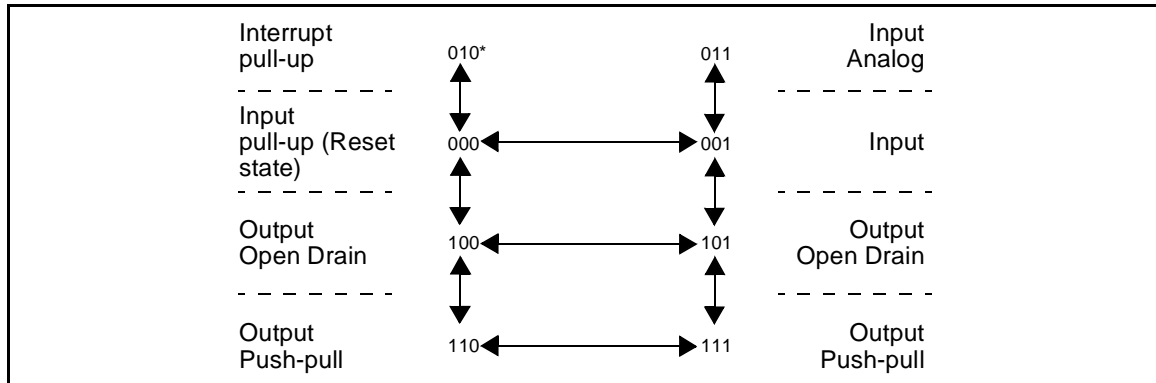 Interrupt
pull-up
010*
011
Input
Analog
Input
pull-up (Reset
state)
000
001
Input
Output
Open Drain
100
101
Output
Open Drain
Output
Push-pull
110
111
Output
Push-pull